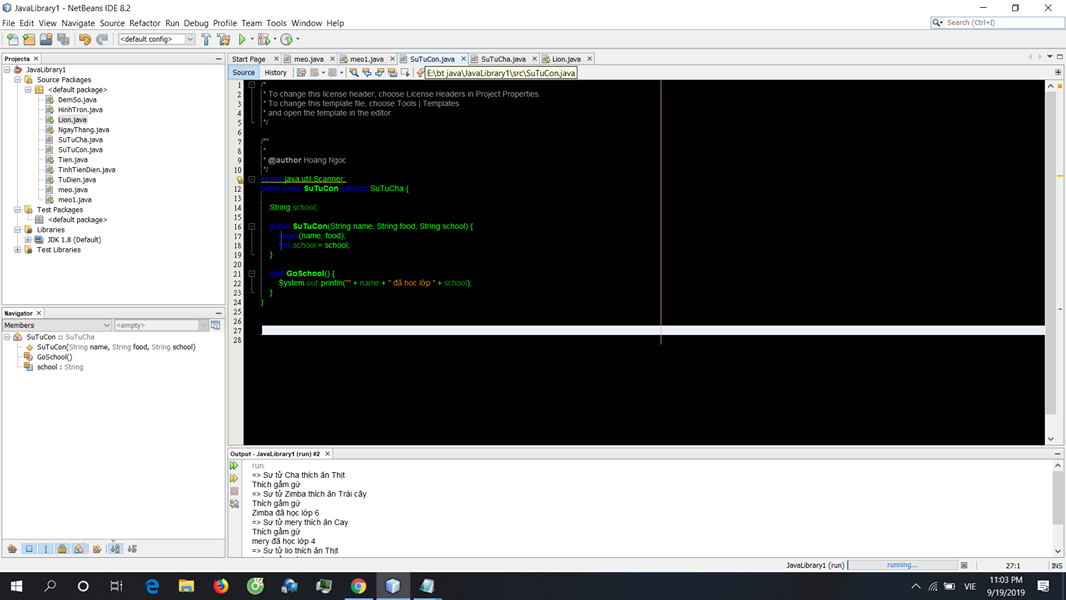 JavaLibrary1 - NetBeans IDE 8.2
File Edit View Navigate Source Refactor Run Debug Profile Team Tools Window Help
Search (Ctrl+I)
<default config>
Projects
JavaLibrary1
Source Packages
<default package>
DemSo.java
HinhTron.java
Lion.java
NgayThang.java
SuTuCha.java
SuTuCon.java
Tien.java
TinhTienDien.java
TuDien.java
meo.java
meo1.java
Test Packages
<default package>
Libraries
JDK 1.8 (Default)
Test Libraries
Navigator
Members
<empty>
SuTuCon :: SuTuCha
SuTuCon(String name, String food, String school)
GoSchool()
school : String
Start Page
meo.java
meo1.java
SuTuCon.java
SuTuCha.java
Lion.java
Source History
E:\bt java\JavaLibrary1\src\SuTuCon.java
1 /*
2 * To change this license header, choose License Headers in Project Properties.
3 * To change this template file, choose Tools | Templates
4 * and open the template in the editor.
5 */
6
7 /**
8 *
9 * @author Hoang Ngoc
10 */
import java.util.Scanner;
12 public class SuTuCon extends SuTuCha {
13
14 String school;
15
16 public SuTuCon(String name, String food, String school) {
17 super(name, food);
18 this.school = school;
19 }
20
21 void GoSchool() {
22 System.out.println("" + name + " đã học lớp " + school);
23 }
24 }
25
26
27
28
Output - JavaLibrary1 (run) #2
run:
=> Sư tử Cha thích ăn Thịt
Thích gầm gừ
=> Sư tử Zimba thích ăn Trái cây
Thích gầm gừ
Zimba đã học lớp 6
=> Sư tử mery thích ăn Cay
Thích gầm gừ
mery đã học lớp 4
=> Sư tử lio thích ăn Thịt
JavaLibrary1 (run)
running...
27:1
INS
VIE
11:03 PM
9/19/2019